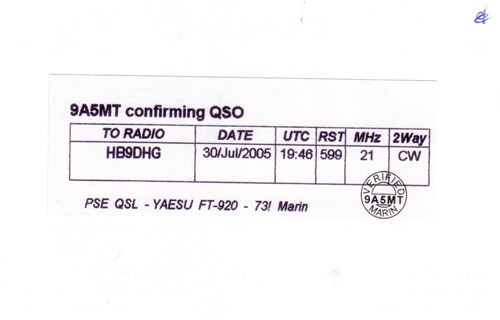 9A5MT confirming QSO
TO RADIO DATE UTC RST MHz 2Way
HB9DHG 30/Jul/2005 19:46 599 21 CW
PSE QSL - YAESU FT-920 - 73! Marin
VERIFIED
9A5MT
MARIN